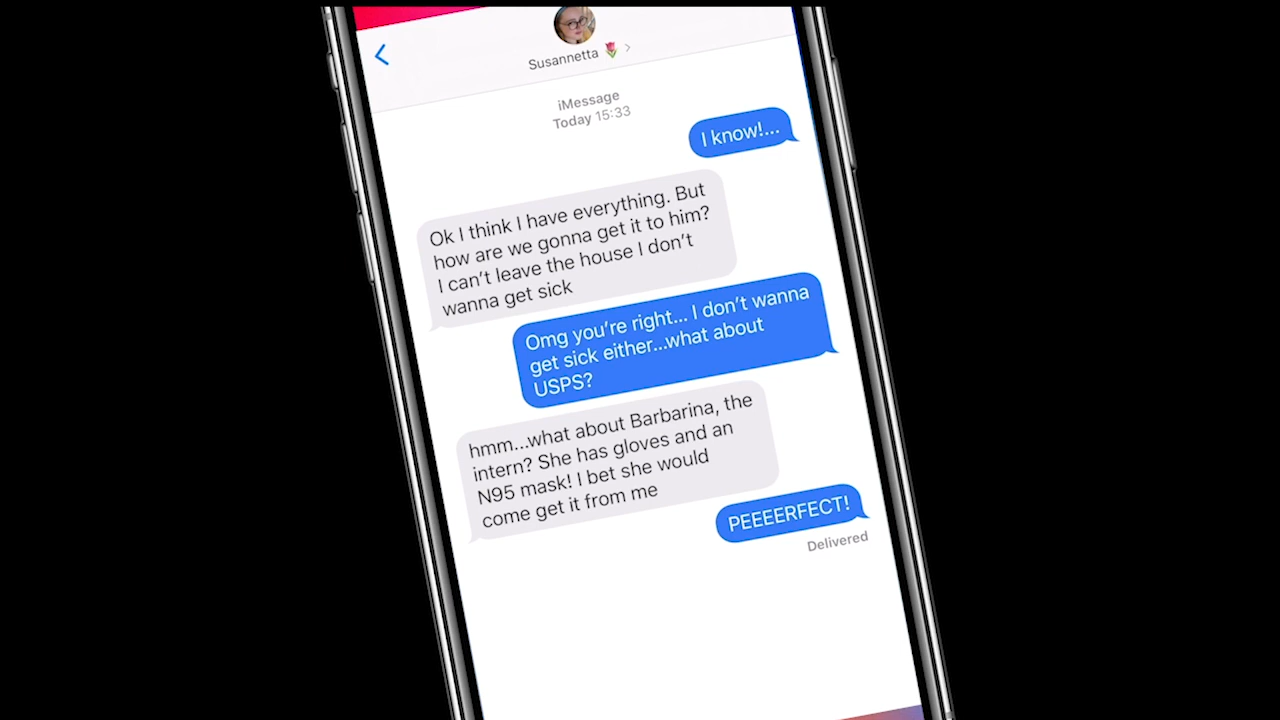 Susannetta 🌷 >
iMessage
Today 15:33
I know!...
Ok I think I have everything. But
how are we gonna get it to him?
I can't leave the house I don't
wanna get sick
Omg you're right... I don't wanna
get sick either...what about
USPS?
hmm...what about Barbarina, the
intern? She has gloves and an
N95 mask! I bet she would
come get it from me
PEEEERFECT!
Delivered